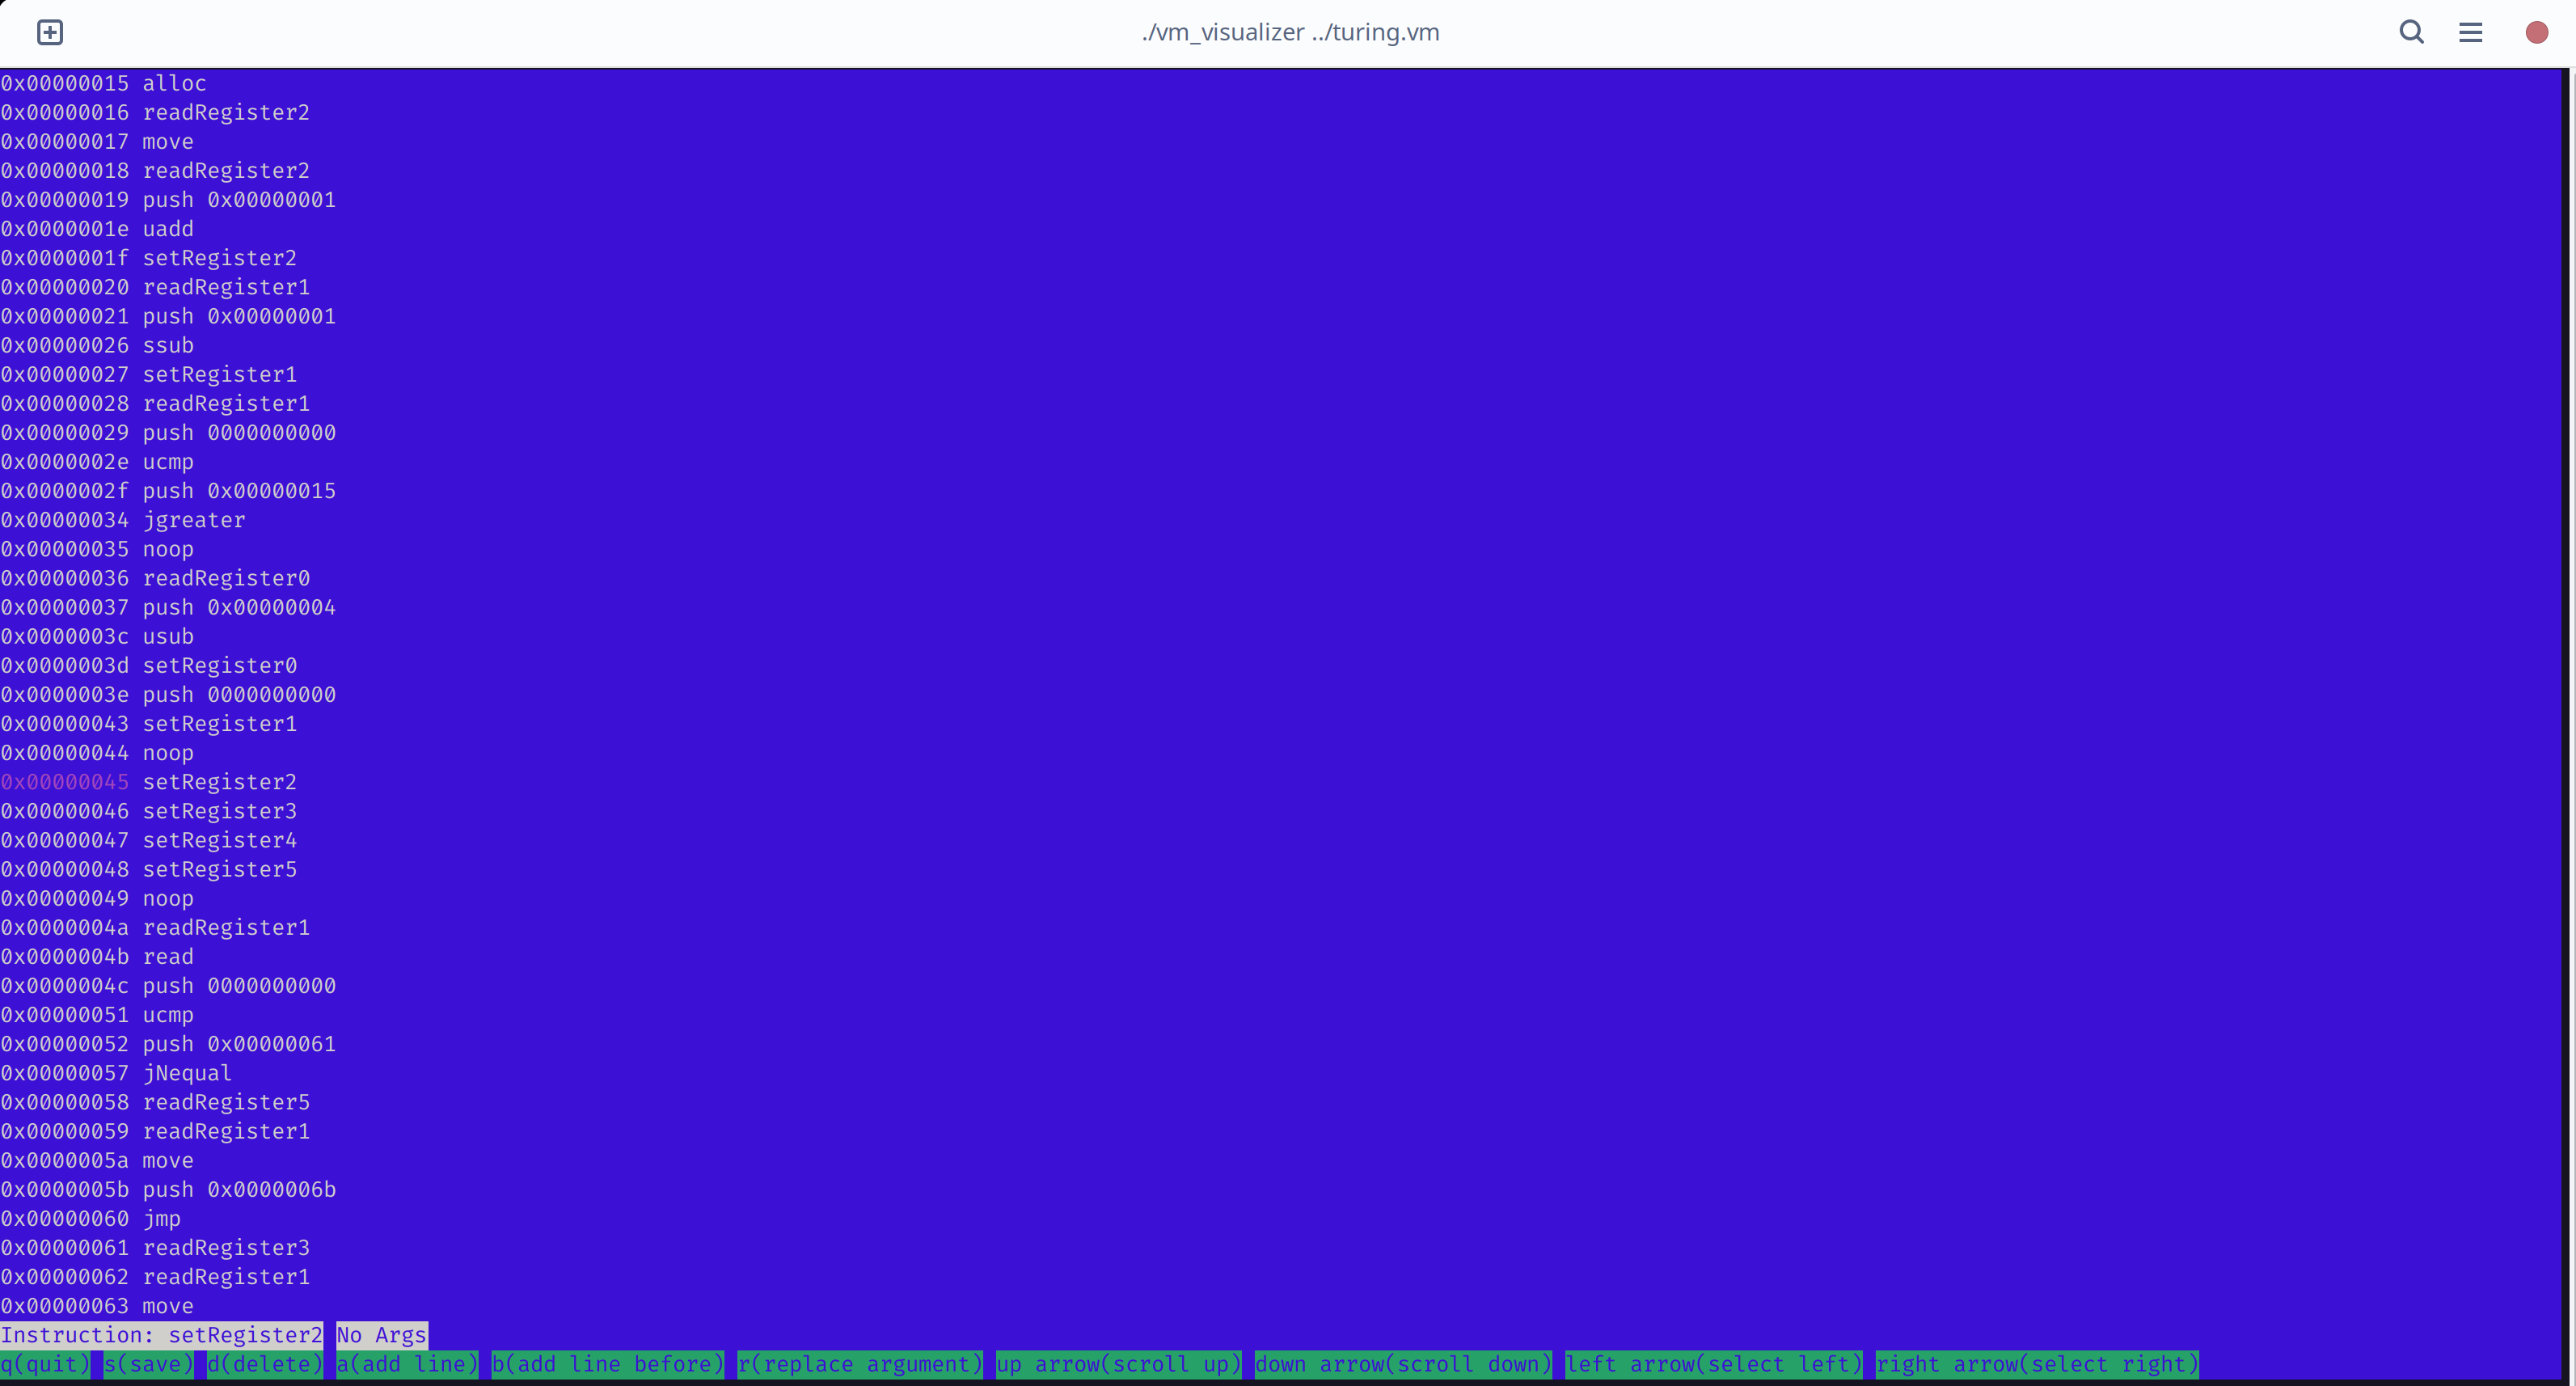 ./vm_visualizer ../turing.vm
0x00000015 alloc
0x00000016 readRegister2
0x00000017 move
0x00000018 readRegister2
0x00000019 push 0x00000001
0x0000001e uadd
0x0000001f setRegister2
0x00000020 readRegister1
0x00000021 push 0x00000001
0x00000026 ssub
0x00000027 setRegister1
0x00000028 readRegister1
0x00000029 push 0000000000
0x0000002e ucmp
0x0000002f push 0x00000015
0x00000034 jgreater
0x00000035 noop
0x00000036 readRegister0
0x00000037 push 0x00000004
0x0000003c usub
0x0000003d setRegister0
0x0000003e push 0000000000
0x00000043 setRegister1
0x00000044 noop
0x00000045 setRegister2
0x00000046 setRegister3
0x00000047 setRegister4
0x00000048 setRegister5
0x00000049 noop
0x0000004a readRegister1
0x0000004b read
0x0000004c push 0000000000
0x00000051 ucmp
0x00000052 push 0x00000061
0x00000057 jNequal
0x00000058 readRegister5
0x00000059 readRegister1
0x0000005a move
0x0000005b push 0x0000006b
0x00000060 jmp
0x00000061 readRegister3
0x00000062 readRegister1
0x00000063 move
Instruction: setRegister2 No Args
q(quit) s(save) d(delete) a(add line) b(add line before) r(replace argument) up arrow(scroll up) down arrow(scroll down) left arrow(select left) right arrow(select right)